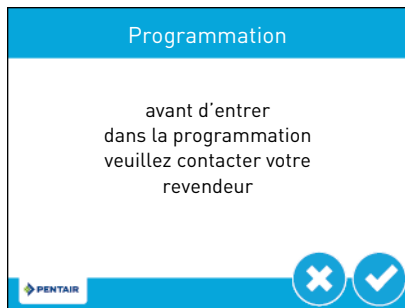 Programmation
avant d’entrer
dans la programmation
veuillez contacter votre
revendeur
PENTAIR